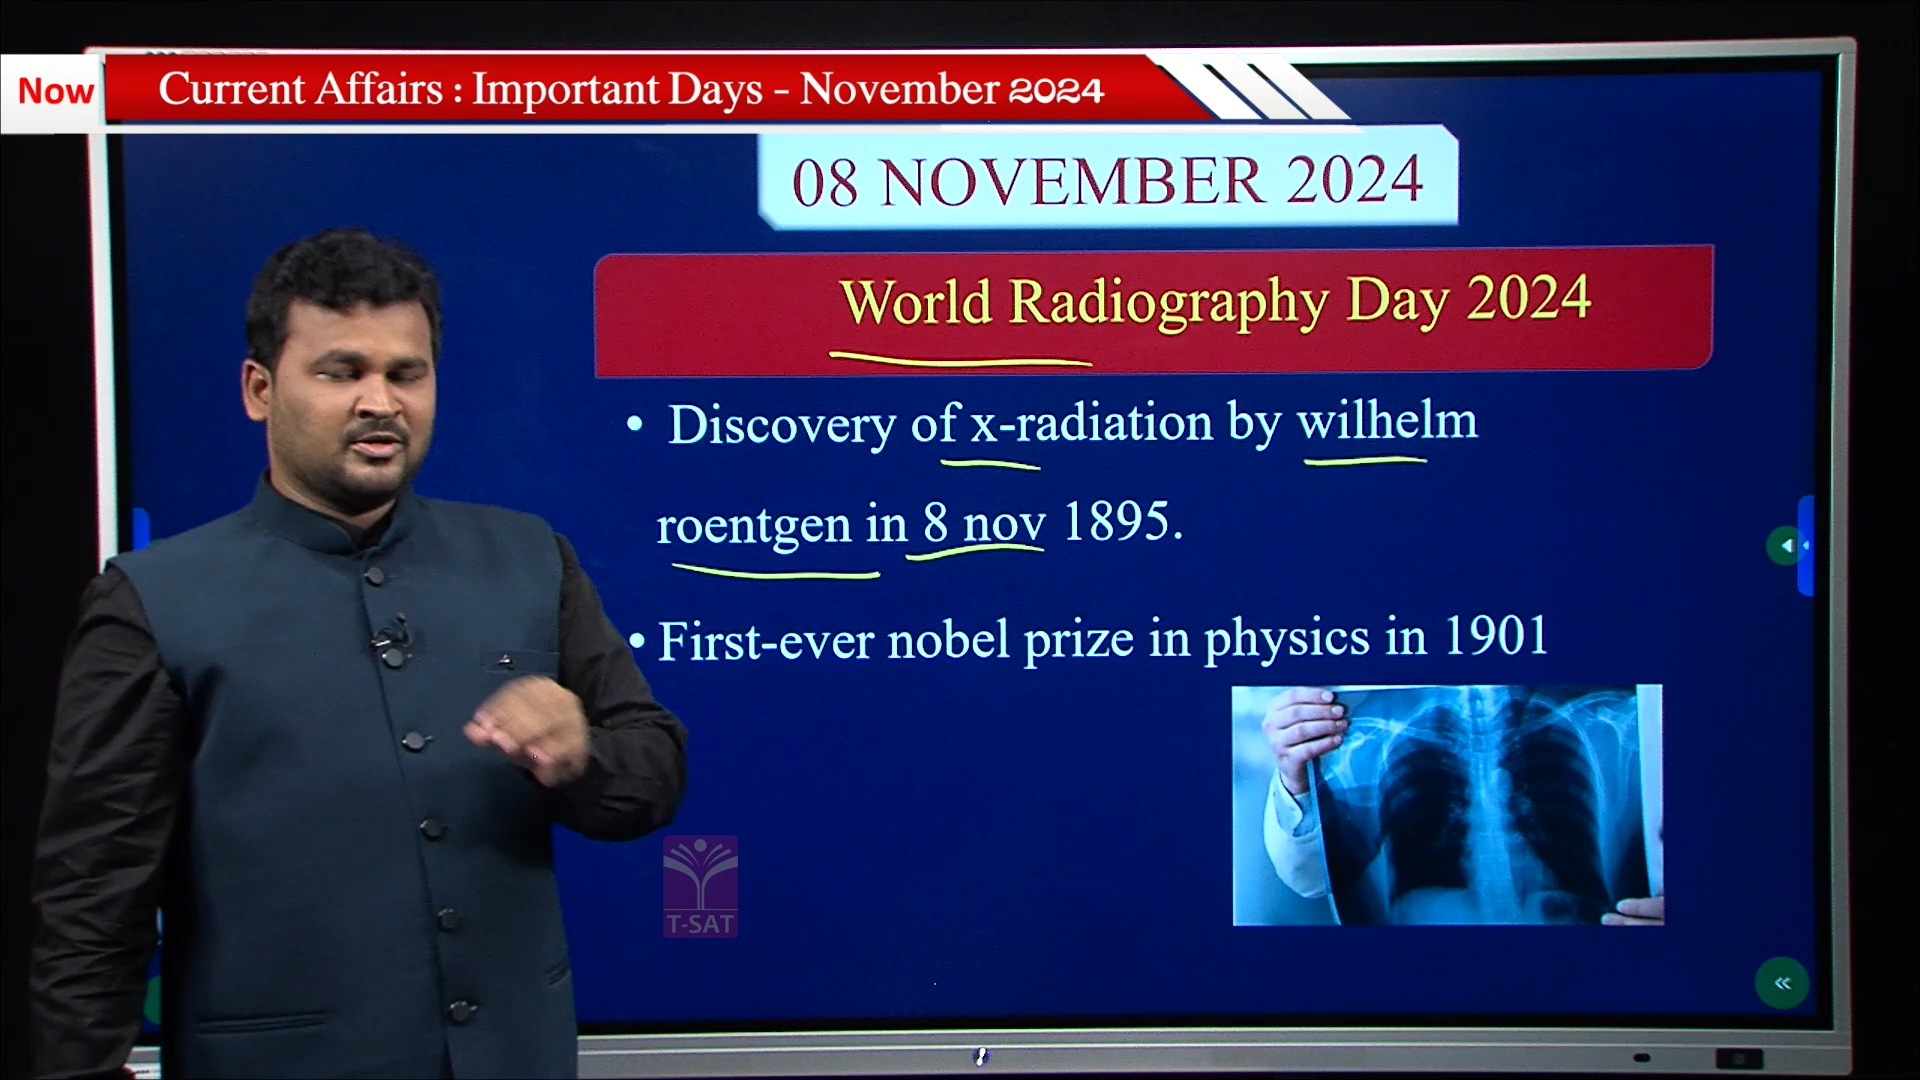 Now
Current Affairs : Important Days - November 2024
08 NOVEMBER 2024
World Radiography Day 2024
• Discovery of x-radiation by wilhelm
roentgen in 8 nov 1895.
• First-ever nobel prize in physics in 1901
T-SAT